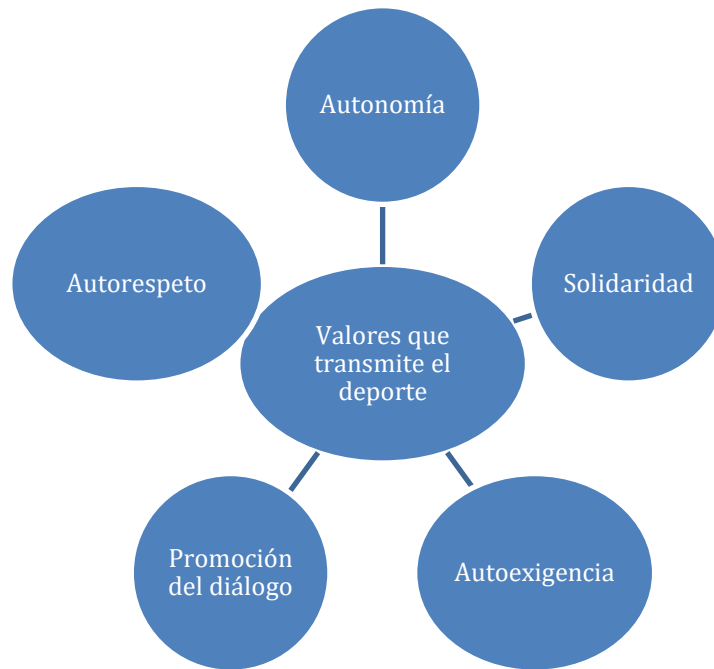 Autonomía
Autorespeto
Solidaridad
Valores que
transmite el
deporte
Promoción
del diálogo
Autoexigencia